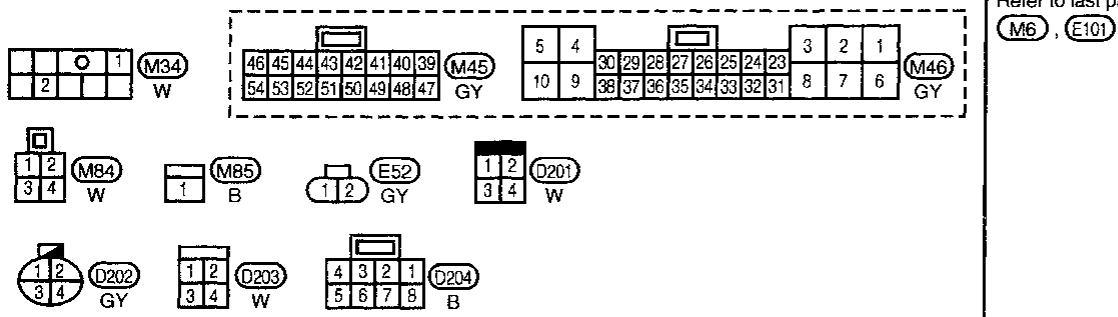 Refer to last pa
M6 , E101
1 M34
2
W
46 45 44 43 42 41 40 39 M45
54 53 52 51 50 49 48 47
GY
5 4 3 2 1
30 29 28 27 26 25 24 23 M46
10 9 38 37 36 35 34 33 32 31 8 7 6
GY
1 2 M84
3 4
W
M85
1
B
E52
1 2
GY
1 2 D201
3 4
W
1 2 D202
3 4
GY
1 2 D203
3 4
W
4 3 2 1 D204
5 6 7 8
B